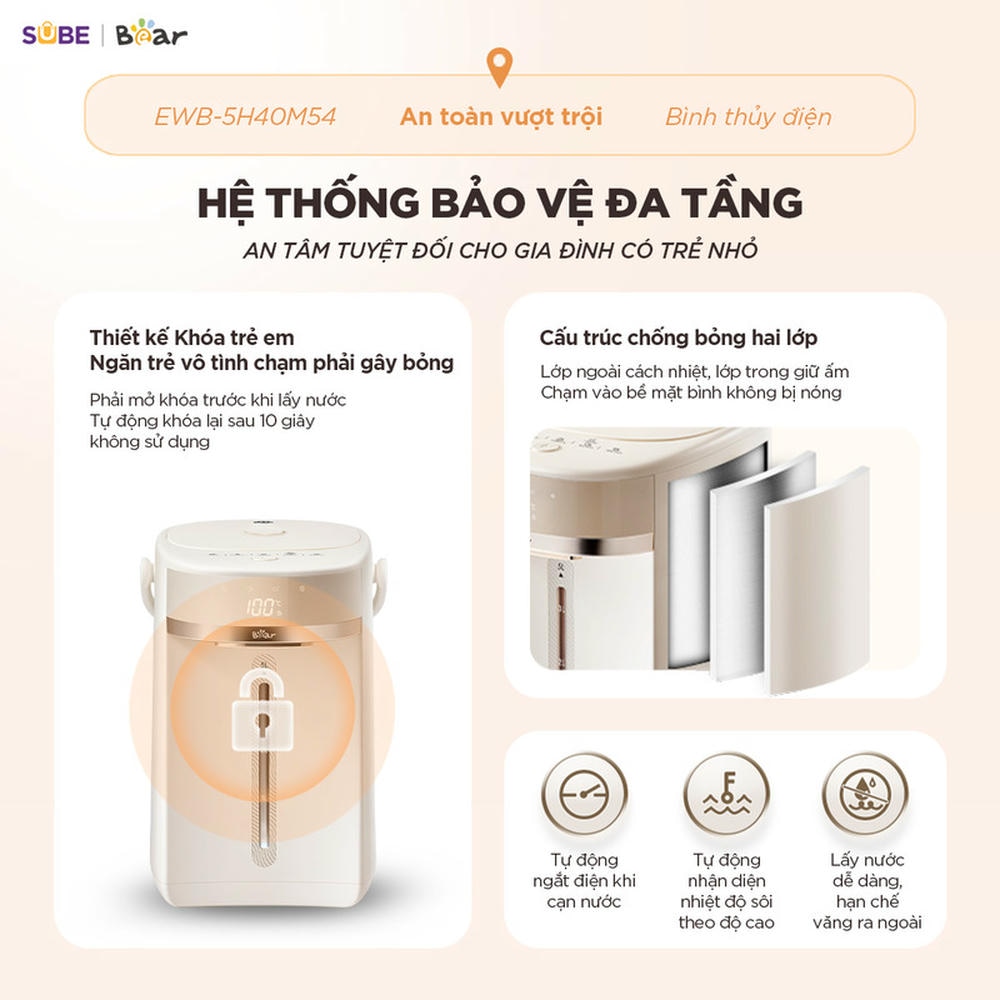 SUBE | Bear
EWB-5H40M54
An toàn vượt trội
Bình thủy điện
HỆ THỐNG BẢO VỆ ĐA TẦNG
AN TÂM TUYỆT ĐỐI CHO GIA ĐÌNH CÓ TRẺ NHỎ
Thiết kế Khóa trẻ em
Ngăn trẻ vô tình chạm phải gây bỏng
Phải mở khóa trước khi lấy nước
Tự động khóa lại sau 10 giây
không sử dụng
100°C
Bear
Cấu trúc chống bỏng hai lớp
Lớp ngoài cách nhiệt, lớp trong giữ ấm
Chạm vào bề mặt bình không bị nóng
Tự động
ngắt điện khi
cạn nước
Tự động
nhận diện
nhiệt độ sôi
theo độ cao
Lấy nước
dễ dàng,
hạn chế
văng ra ngoài